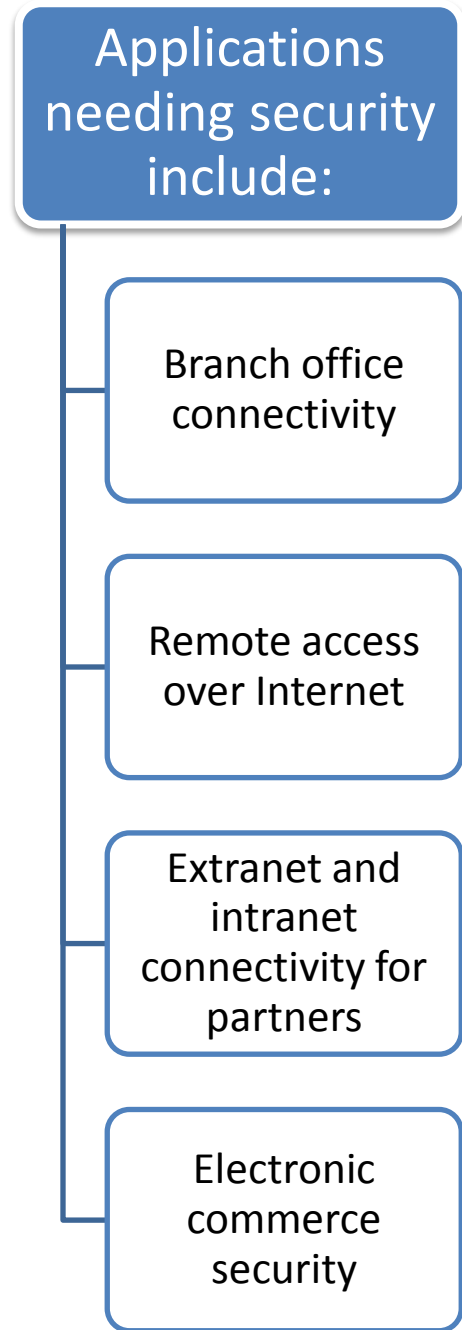 Applications
needing security
include:
Branch office
connectivity
Remote access
over Internet
Extranet and
intranet
connectivity for
partners
Electronic
commerce
security